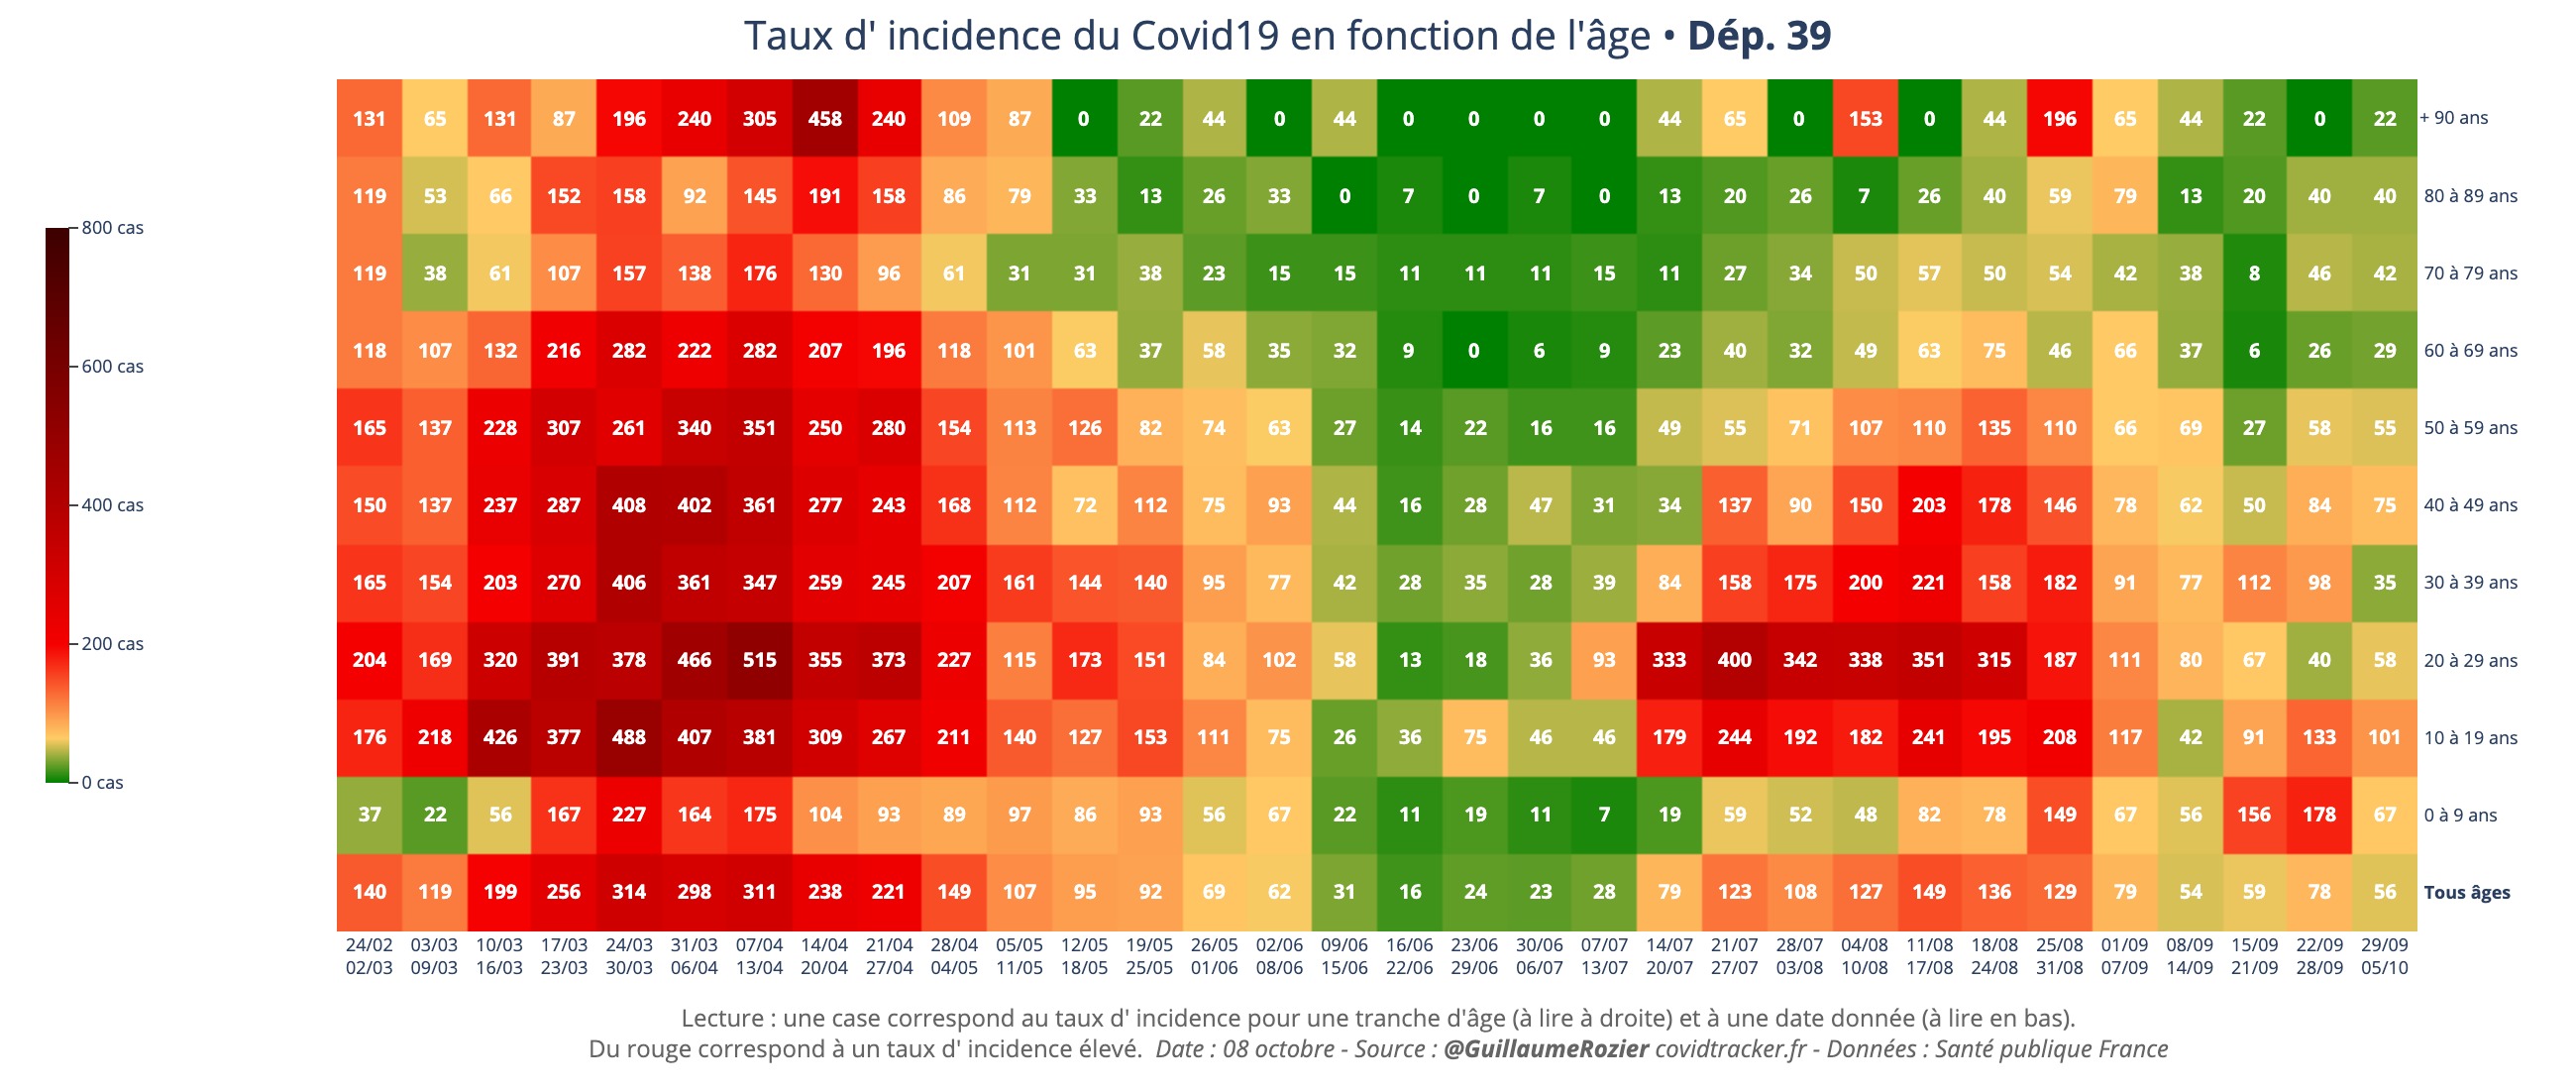 Taux d' incidence du Covid19 en fonction de l'âge • Dép. 39
800 cas
600 cas
400 cas
200 cas
0 cas
131 65 131 87 196 240 305 458 240 109 87 0 22 44 0 44 0 0 0 0 44 65 0 153 0 44 196 65 44 22 0 22 + 90 ans
119 53 66 152 158 92 145 191 158 86 79 33 13 26 33 0 7 0 7 0 13 20 26 7 26 40 59 79 13 20 40 40 80 à 89 ans
119 38 61 107 157 138 176 130 96 61 31 31 38 23 15 15 11 11 11 15 11 27 34 50 57 50 54 42 38 8 46 42 70 à 79 ans
118 107 132 216 282 222 282 207 196 118 101 63 37 58 35 32 9 0 6 9 23 40 32 49 63 75 46 66 37 6 26 29 60 à 69 ans
165 137 228 307 261 340 351 250 280 154 113 126 82 74 63 27 14 22 16 16 49 55 71 107 110 135 110 66 69 27 58 55 50 à 59 ans
150 137 237 287 408 402 361 277 243 168 112 72 112 75 93 44 16 28 47 31 34 137 90 150 203 178 146 78 62 50 84 75 40 à 49 ans
165 154 203 270 406 361 347 259 245 207 161 144 140 95 77 42 28 35 28 39 84 158 175 200 221 158 182 91 77 112 98 35 30 à 39 ans
204 169 320 391 378 466 515 355 373 227 115 173 151 84 102 58 13 18 36 93 333 400 342 338 351 315 187 111 80 67 40 58 20 à 29 ans
176 218 426 377 488 407 381 309 267 211 140 127 153 111 75 26 36 75 46 46 179 244 192 182 241 195 208 117 42 91 133 101 10 à 19 ans
37 22 56 167 227 164 175 104 93 89 97 86 93 56 67 22 11 19 11 7 19 59 52 48 82 78 149 67 56 156 178 67 0 à 9 ans
140 119 199 256 314 298 311 238 221 149 107 95 92 69 62 31 16 24 23 28 79 123 108 127 149 136 129 79 54 59 78 56 Tous âges
24/02 03/03 10/03 17/03 24/03 31/03 07/04 14/04 21/04 28/04 05/05 12/05 19/05 26/05 02/06 09/06 16/06 23/06 30/06 07/07 14/07 21/07 28/07 04/08 11/08 18/08 25/08 01/09 08/09 15/09 22/09 29/09
02/03 09/03 16/03 23/03 30/03 06/04 13/04 20/04 27/04 04/05 11/05 18/05 25/05 01/06 08/06 15/06 22/06 29/06 06/07 13/07 20/07 27/07 03/08 10/08 17/08 24/08 31/08 07/09 14/09 21/09 28/09 05/10
Lecture : une case correspond au taux d' incidence pour une tranche d'âge (à lire à droite) et à une date donnée (à lire en bas).
Du rouge correspond à un taux d' incidence élevé. Date : 08 octobre - Source : @GuillaumeRozier covidtracker.fr - Données : Santé publique France